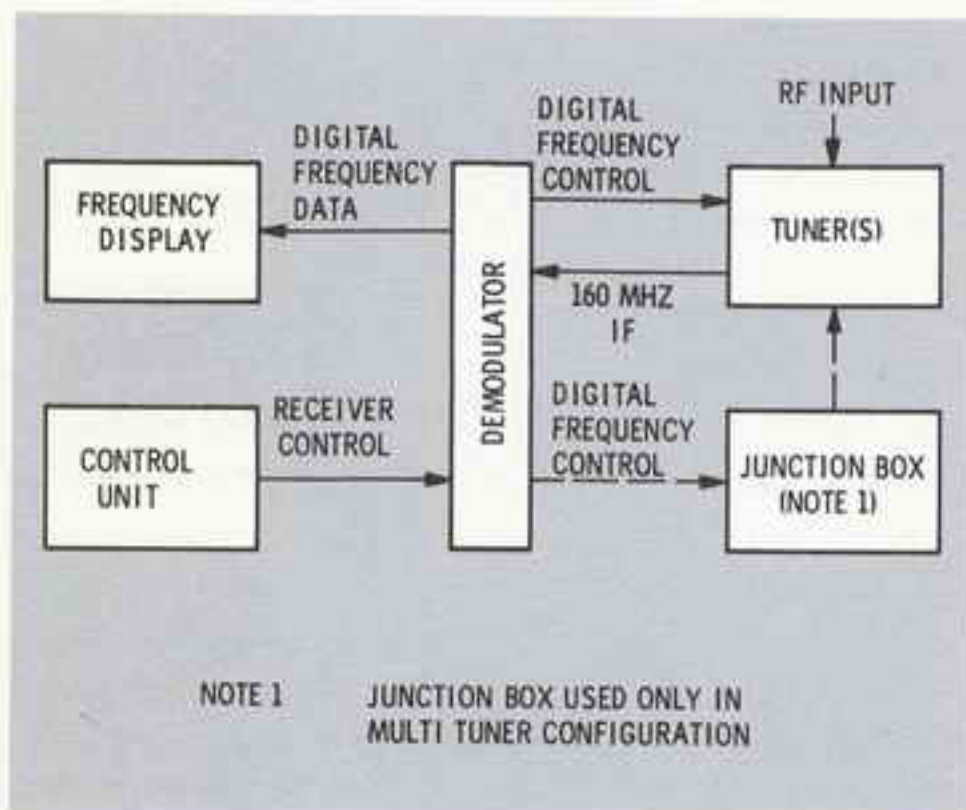 RF INPUT
DIGITAL
FREQUENCY
CONTROL
DIGITAL
FREQUENCY
DATA
FREQUENCY
DISPLAY
TUNER(S)
160 MHZ
IF
DEMODULATOR
RECEIVER
CONTROL
DIGITAL
FREQUENCY
CONTROL
CONTROL
UNIT
JUNCTION BOX
(NOTE 1)
NOTE 1 JUNCTION BOX USED ONLY IN
MULTI TUNER CONFIGURATION